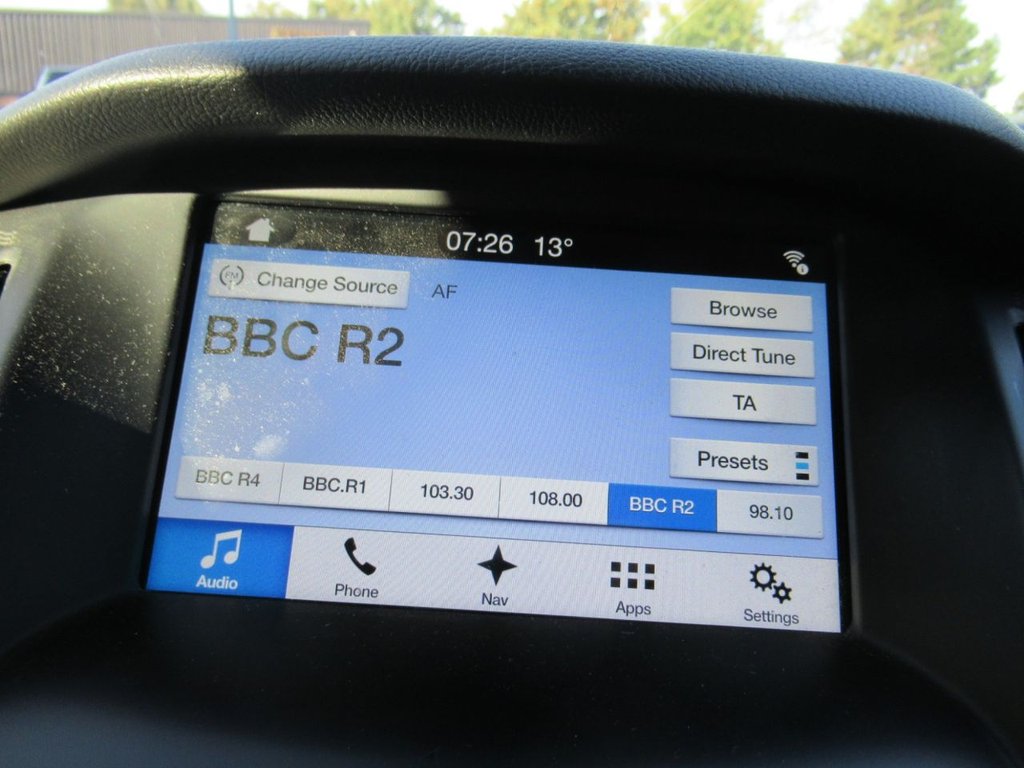 07:26 13°
FM Change Source AF
Browse
BBC R2
Direct Tune
TA
Presets
BBC R4 BBC.R1 103.30 108.00 BBC R2 98.10
Audio Phone Nav Apps Settings